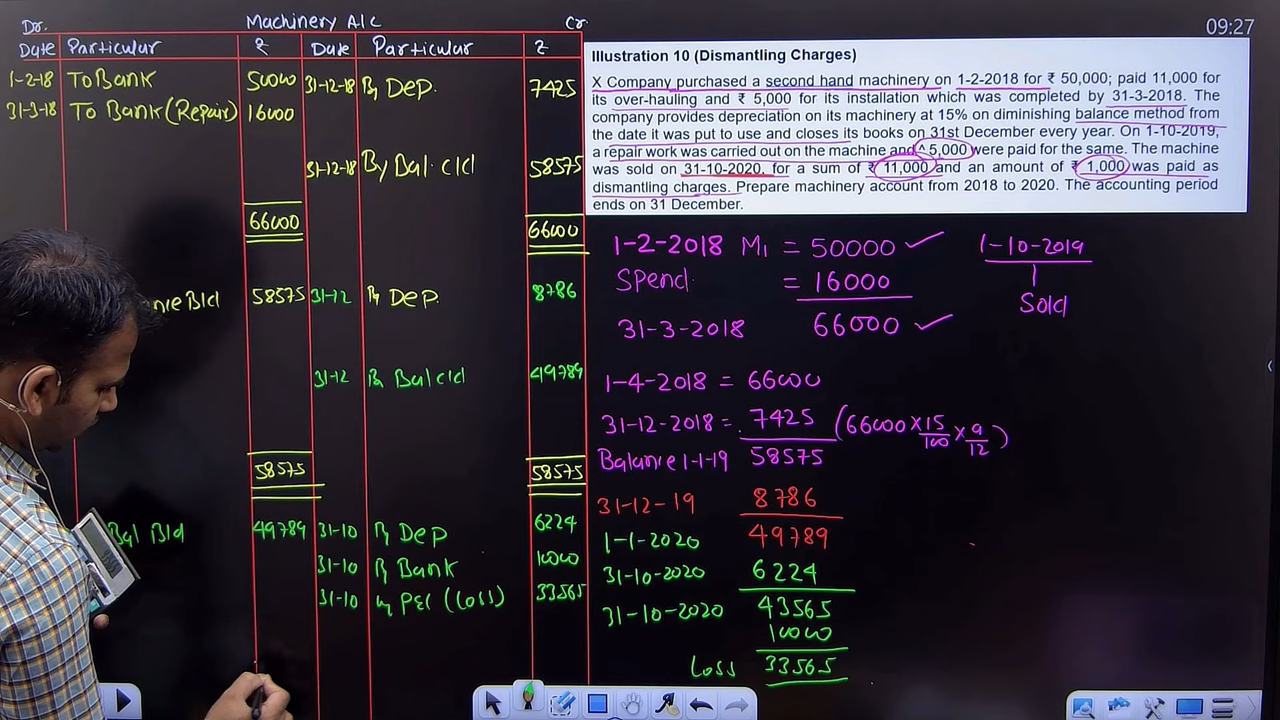 09:27
Dr. Machinery A/c Cr.
Date Particular ₹ Date Particular ₹
1-2-18 To Bank 50000 31-12-18 By Dep. 7425
31-3-18 To Bank (Repair) 16000
31-12-18 By Bal. c/d 58575
66000 66000
nce B/d 58575 31-12 By Dep. 8786
31-12 By Bal c/d 49789
58575 58575
Bal B/d 49789 31-10 By Dep 6224
31-10 By Bank 10000
31-10 By P&L (Loss) 33565
Illustration 10 (Dismantling Charges)
X Company purchased a second hand machinery on 1-2-2018 for ₹ 50,000; paid 11,000 for
its over-hauling and ₹ 5,000 for its installation which was completed by 31-3-2018. The
company provides depreciation on its machinery at 15% on diminishing balance method from
the date it was put to use and closes its books on 31st December every year. On 1-10-2019,
a repair work was carried out on the machine and ^ 5,000 were paid for the same. The machine
was sold on 31-10-2020, for a sum of ₹ 11,000 and an amount of ₹ 1,000 was paid as
dismantling charges. Prepare machinery account from 2018 to 2020. The accounting period
ends on 31 December.
1-2-2018 M1 = 50000 ✓
Spend = 16000
31-3-2018 66000 ✓
1-10-2019
Sold
1-4-2018 = 66000
31-12-2018 = 7425 (66000 × 15/100 × 9/12)
Balance 1-1-19 58575
31-12-19 8786
1-1-2020 49789
31-10-2020 6224
31-10-2020 43565
10000
Loss 33565